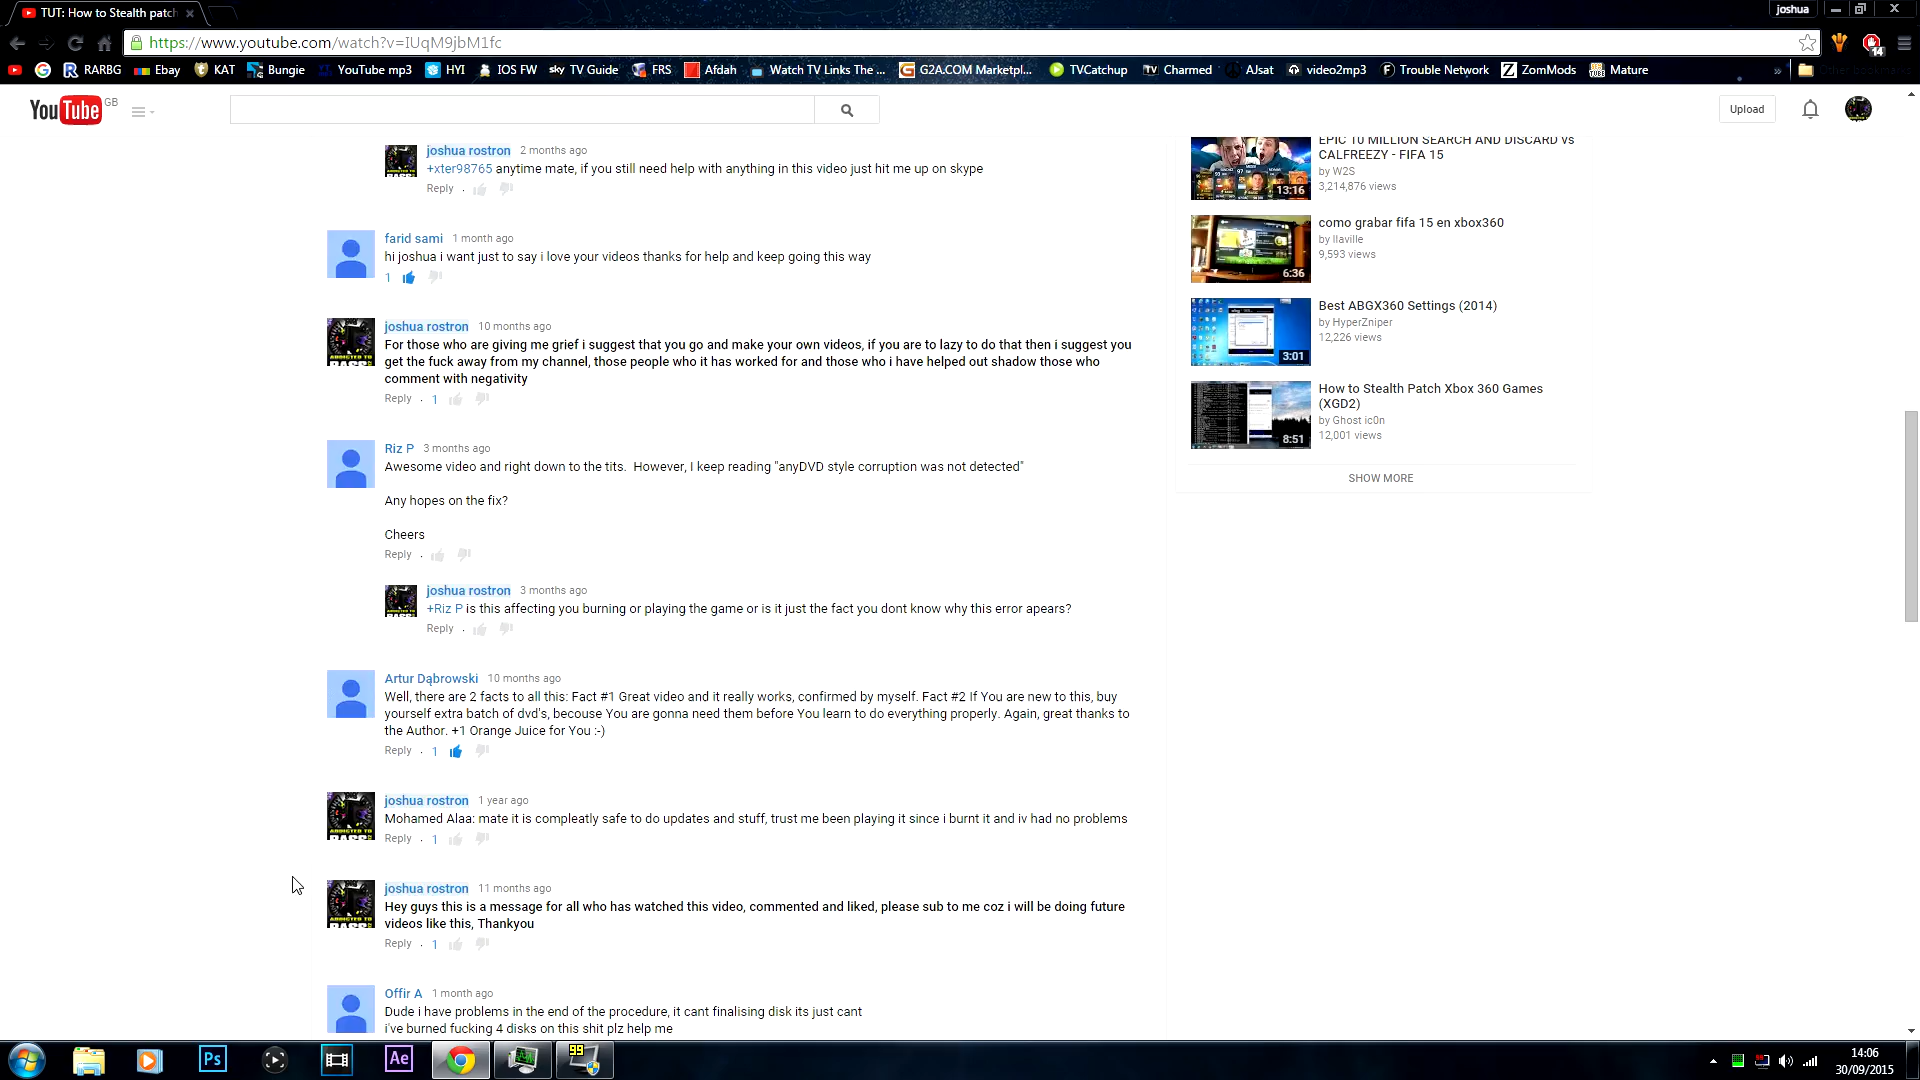 TUT: How to Stealth patch
joshua
https://www.youtube.com/watch?v=IUqM9jbM1fc
14
RARBG
Ebay
KAT
Bungie
YouTube mp3
HYI
IOS FW
sky TV Guide
FRS
Afdah
Watch TV Links The ...
G2A.COM Marketpl...
TVCatchup
Charmed
AJsat
video2mp3
Trouble Network
ZomMods
Mature
»
Other bookmarks
YouTube GB
Upload
joshua rostron 2 months ago
+xter98765 anytime mate, if you still need help with anything in this video just hit me up on skype
Reply .
farid sami 1 month ago
hi joshua i want just to say i love your videos thanks for help and keep going this way
1
joshua rostron 10 months ago
For those who are giving me grief i suggest that you go and make your own videos, if you are to lazy to do that then i suggest you
get the fuck away from my channel, those people who it has worked for and those who i have helped out shadow those who
comment with negativity
Reply . 1
Riz P 3 months ago
Awesome video and right down to the tits. However, I keep reading "anyDVD style corruption was not detected"
Any hopes on the fix?
Cheers
Reply .
joshua rostron 3 months ago
+Riz P is this affecting you burning or playing the game or is it just the fact you dont know why this error apears?
Reply .
Artur Dąbrowski 10 months ago
Well, there are 2 facts to all this: Fact #1 Great video and it really works, confirmed by myself. Fact #2 If You are new to this, buy
yourself extra batch of dvd's, becouse You are gonna need them before You learn to do everything properly. Again, great thanks to
the Author. +1 Orange Juice for You :-)
Reply . 1
joshua rostron 1 year ago
Mohamed Alaa: mate it is compleatly safe to do updates and stuff, trust me been playing it since i burnt it and iv had no problems
Reply . 1
joshua rostron 11 months ago
Hey guys this is a message for all who has watched this video, commented and liked, please sub to me coz i will be doing future
videos like this, Thankyou
Reply . 1
Offir A 1 month ago
Dude i have problems in the end of the procedure, it cant finalising disk its just cant
i've burned fucking 4 disks on this shit plz help me
EPIC 10 MILLION SEARCH AND DISCARD vs
CALFREEZY - FIFA 15
by W2S
3,214,876 views
13:16
como grabar fifa 15 en xbox360
by llaville
9,593 views
6:36
Best ABGX360 Settings (2014)
by HyperZniper
12,226 views
3:01
How to Stealth Patch Xbox 360 Games
(XGD2)
by Ghost ic0n
12,001 views
8:51
SHOW MORE
Ps
Ae
99
14:06
30/09/2015